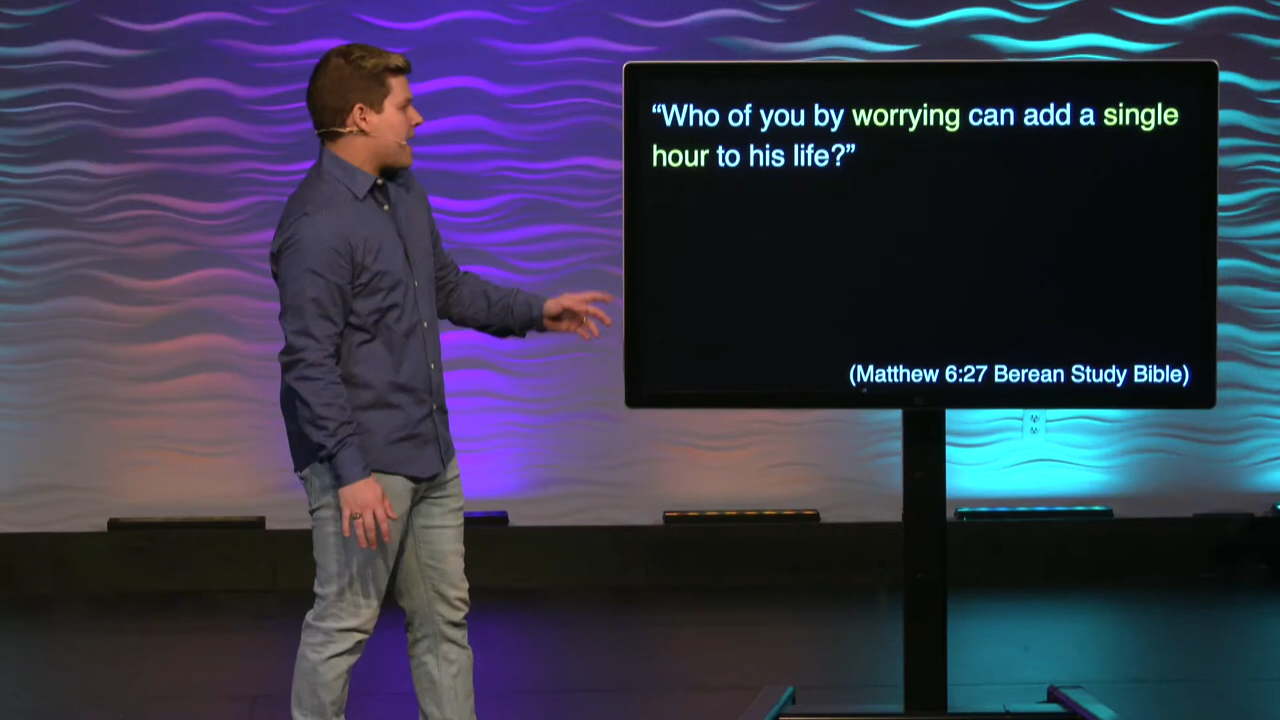 “Who of you by worrying can add a single
hour to his life?”
(Matthew 6:27 Berean Study Bible)